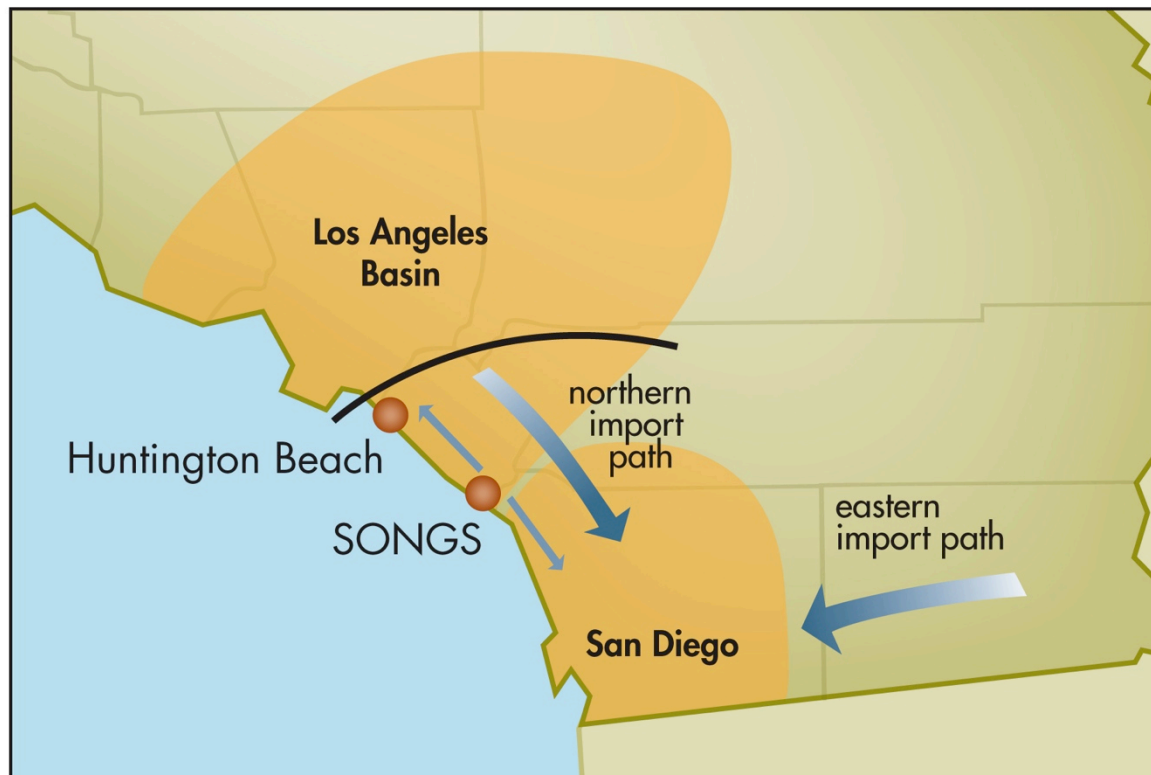 Los Angeles
Basin
northern
import
path
Huntington Beach
SONGS
eastern
import path
San Diego